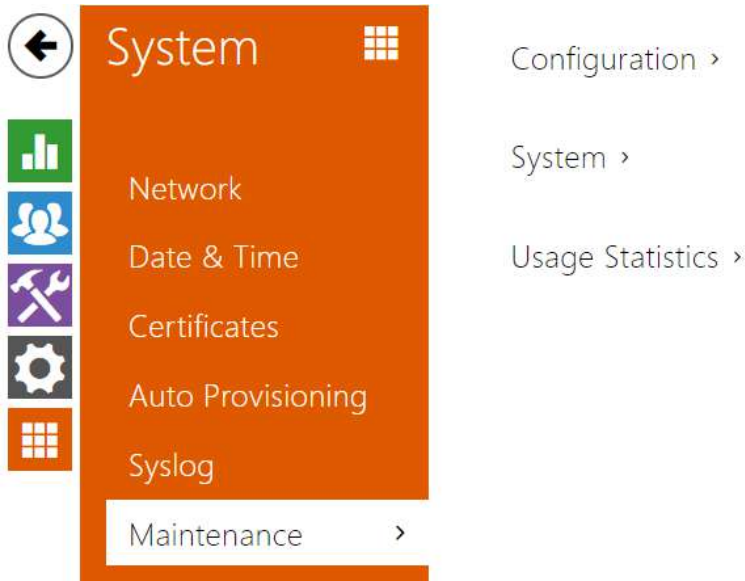 System
Network
Date & Time
Certificates
Auto Provisioning
Syslog
Maintenance ›
Configuration ›
System ›
Usage Statistics ›